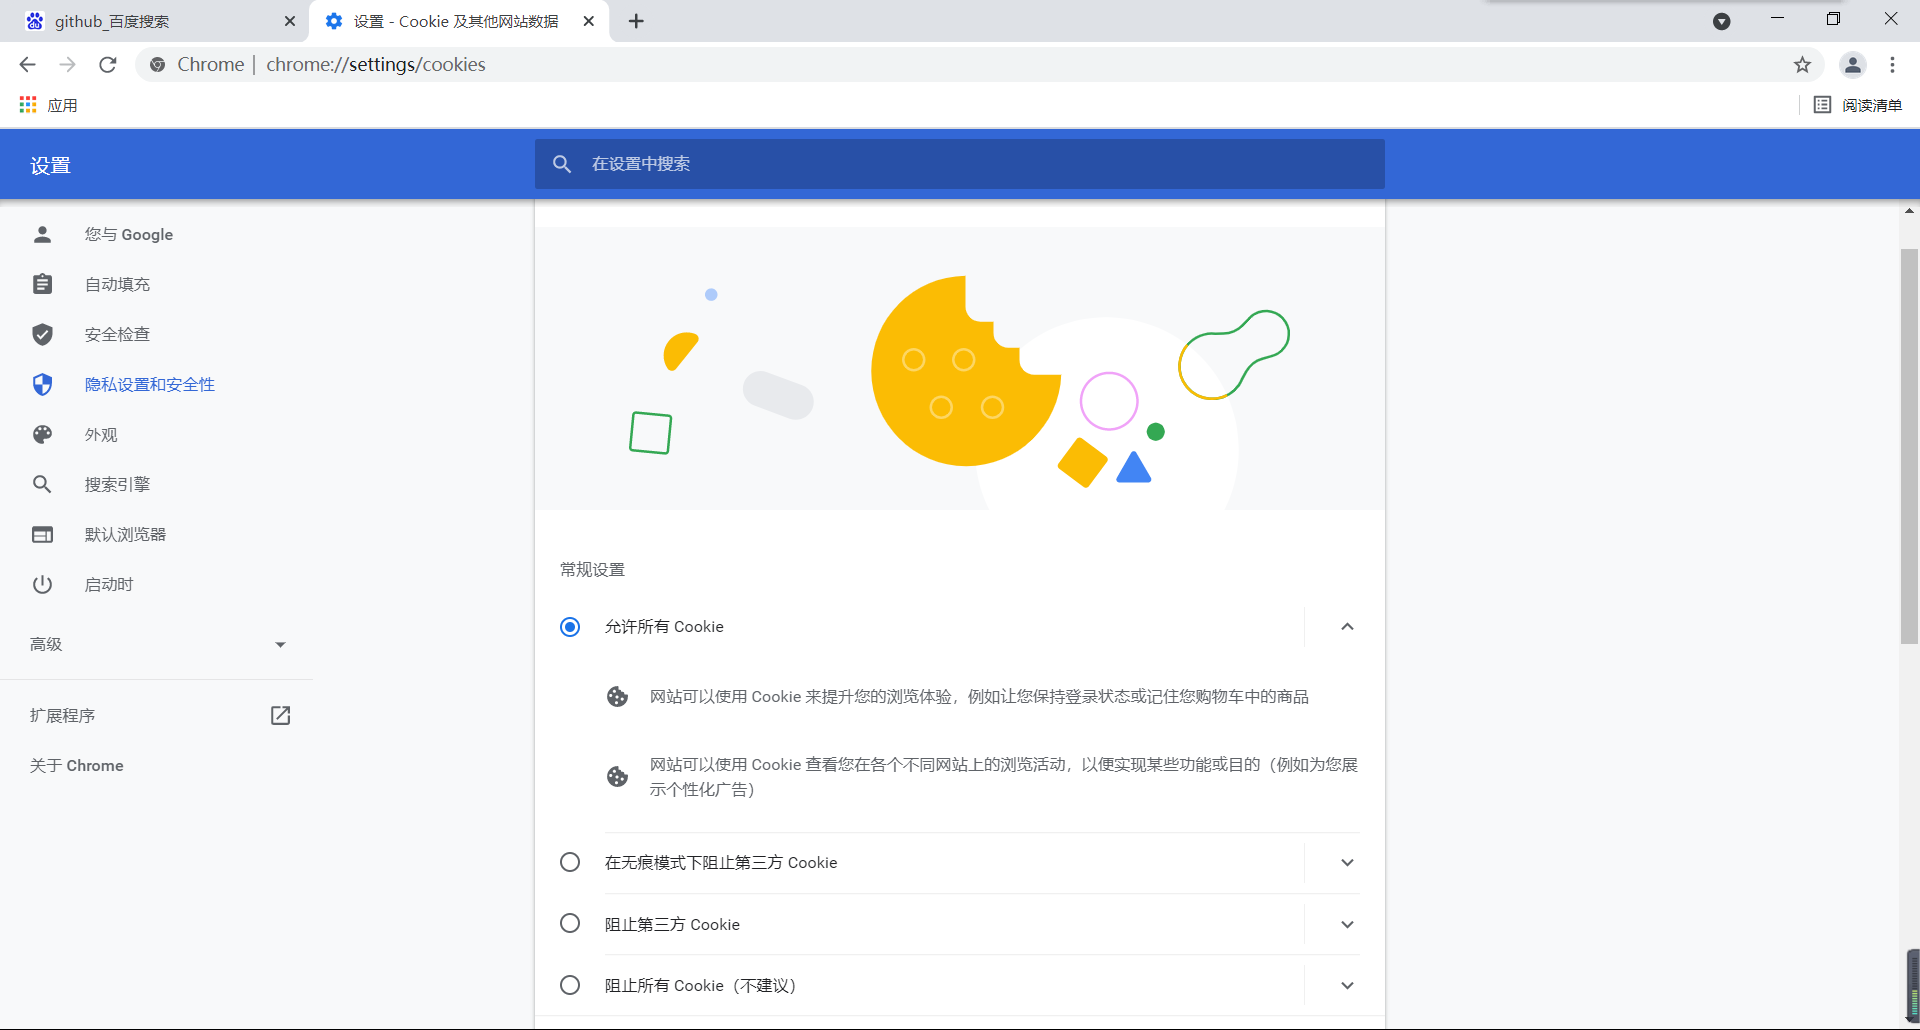 github_百度搜索
设置 - Cookie 及其他网站数据
Chrome | chrome://settings/cookies
应用
阅读清单
设置
在设置中搜索
您与 Google
自动填充
安全检查
隐私设置和安全性
外观
搜索引擎
默认浏览器
启动时
高级
扩展程序
关于 Chrome
常规设置
允许所有 Cookie
网站可以使用 Cookie 来提升您的浏览体验，例如让您保持登录状态或记住您购物车中的商品
网站可以使用 Cookie 查看您在各个不同网站上的浏览活动，以便实现某些功能或目的（例如为您展
示个性化广告）
在无痕模式下阻止第三方 Cookie
阻止第三方 Cookie
阻止所有 Cookie（不建议）